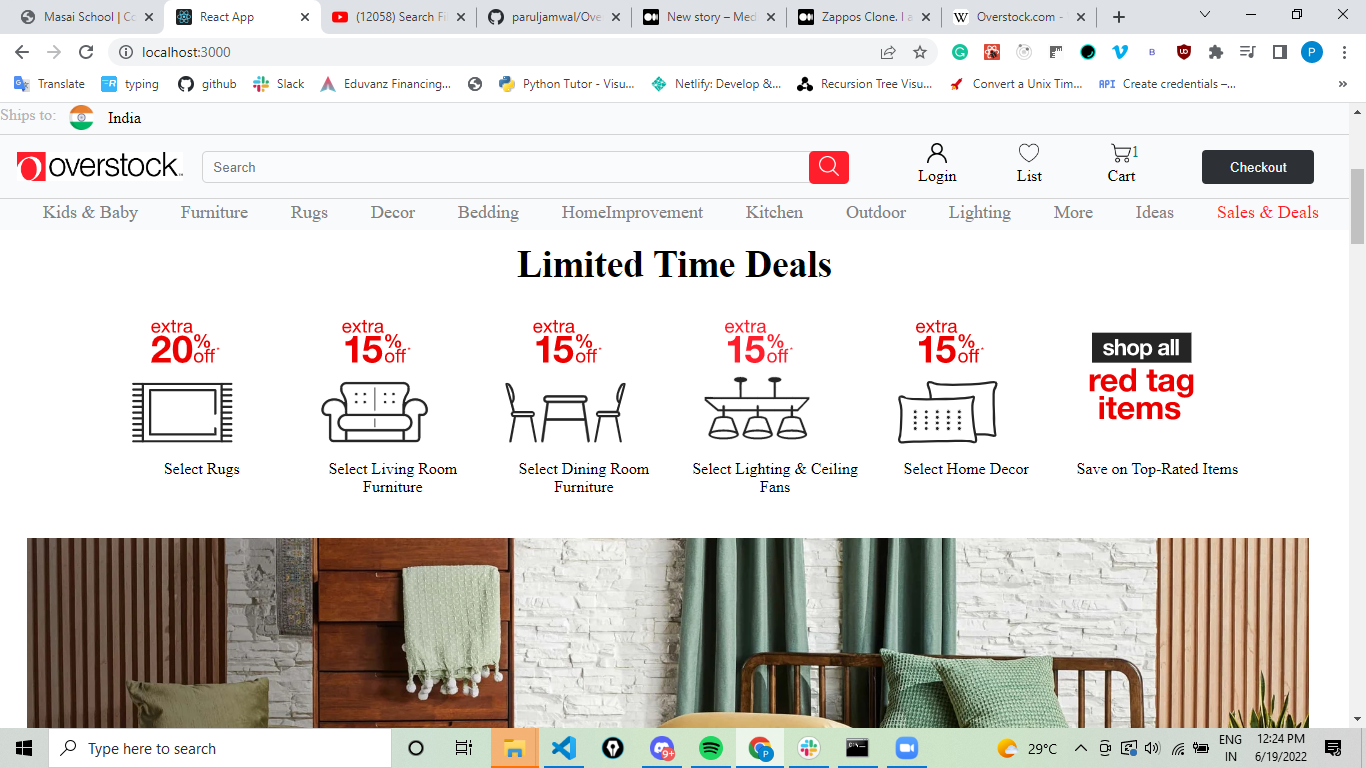 Masai School | Co
React App
(12058) Search Fi
paruljamwal/Ove
New story – Med
Zappos Clone. I a
Overstock.com -
localhost:3000
Translate
typing
github
Slack
Eduvanz Financing...
Python Tutor - Visu...
Netlify: Develop &...
Recursion Tree Visu...
Convert a Unix Tim...
API
Create credentials –...
Ships to:
India
overstock™
Search
Login
List
1
Cart
Checkout
Kids & Baby
Furniture
Rugs
Decor
Bedding
HomeImprovement
Kitchen
Outdoor
Lighting
More
Ideas
Sales & Deals
Limited Time Deals
extra
20% off*
extra
15% off*
extra
15% off*
extra
15% off*
extra
15% off*
shop all
red tag
items
Select Rugs
Select Living Room
Furniture
Select Dining Room
Furniture
Select Lighting & Ceiling
Fans
Select Home Decor
Save on Top-Rated Items
Type here to search
9+
P
29°C
ENG
IN
12:24 PM
6/19/2022